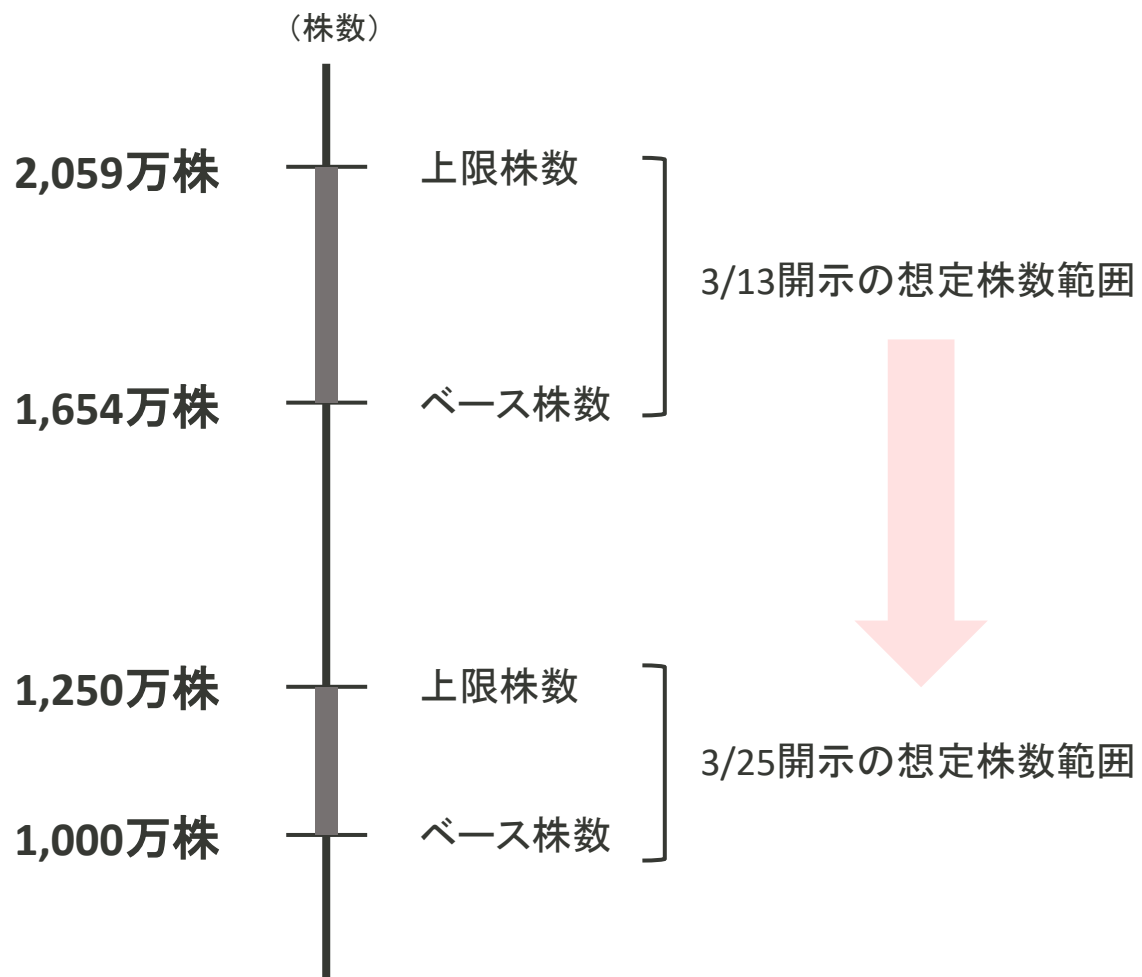 （株数）
2,059万株
上限株数
3/13開示の想定株数範囲
1,654万株
ベース株数
1,250万株
上限株数
3/25開示の想定株数範囲
1,000万株
ベース株数